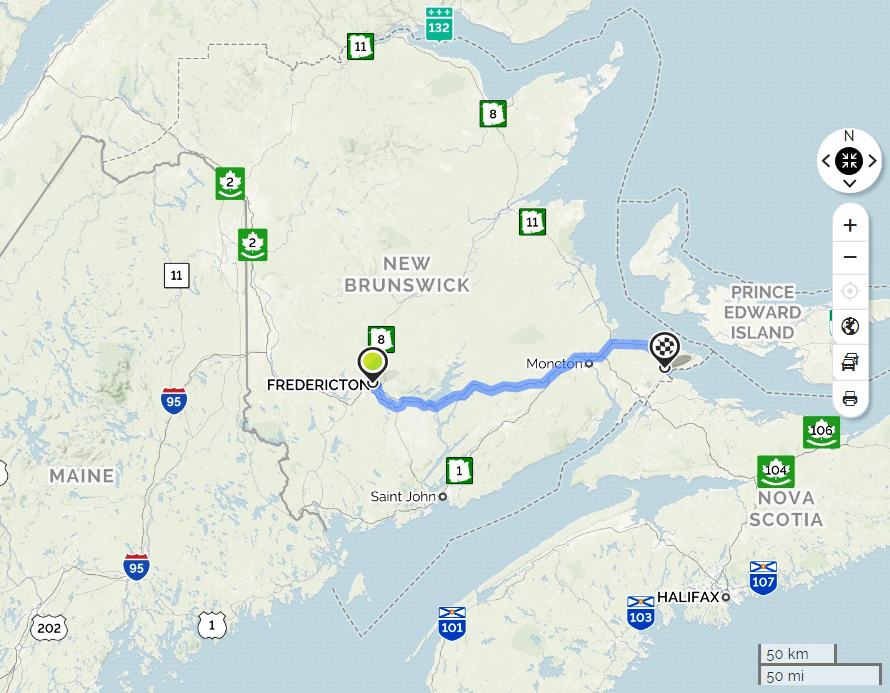 132
11
8
N
2
11
2
11
NEW
BRUNSWICK
PRINCE
EDWARD
ISLAND
8
Moncton
FREDERICTON
95
106
104
1
MAINE
Saint John
NOVA
SCOTIA
95
107
HALIFAX
103
101
202
1
50 km
50 mi
+
−